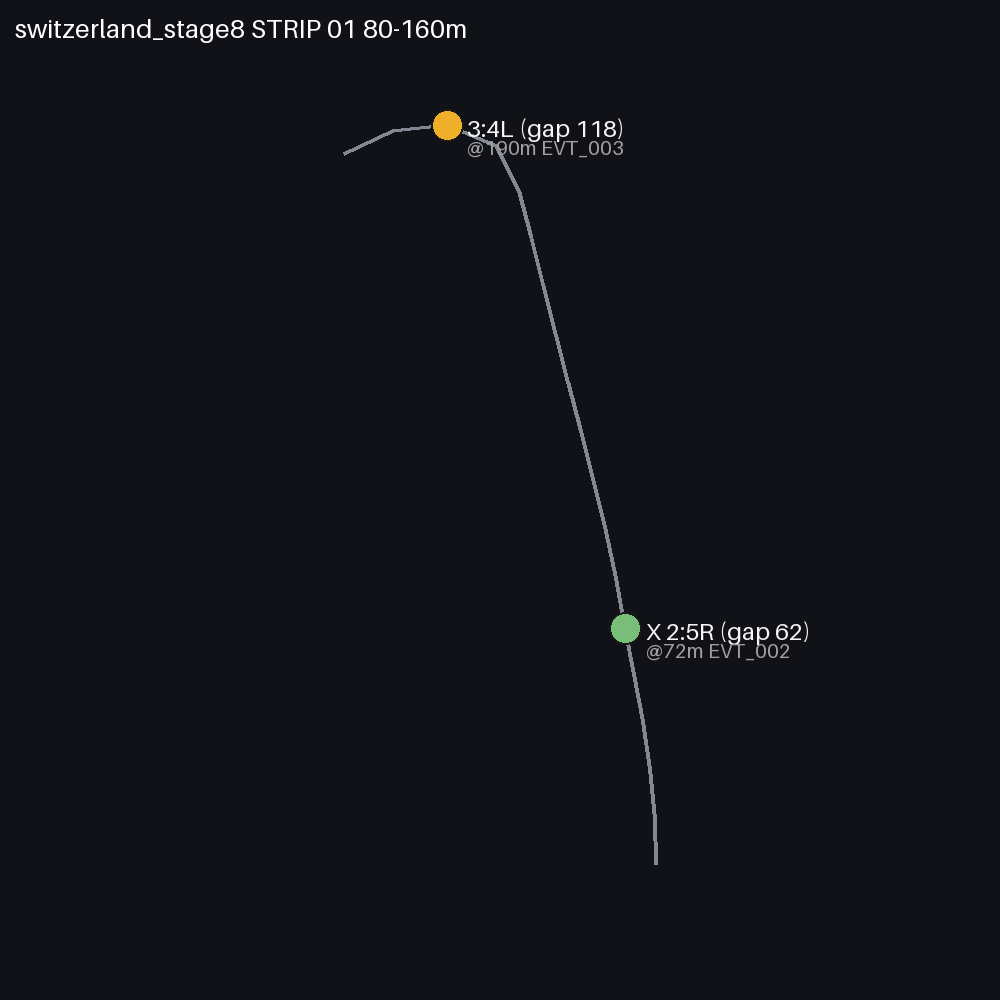 switzerland_stage8 STRIP 01 80-160m
3:4L (gap 118)
@190m EVT_003
X 2:5R (gap 62)
@72m EVT_002